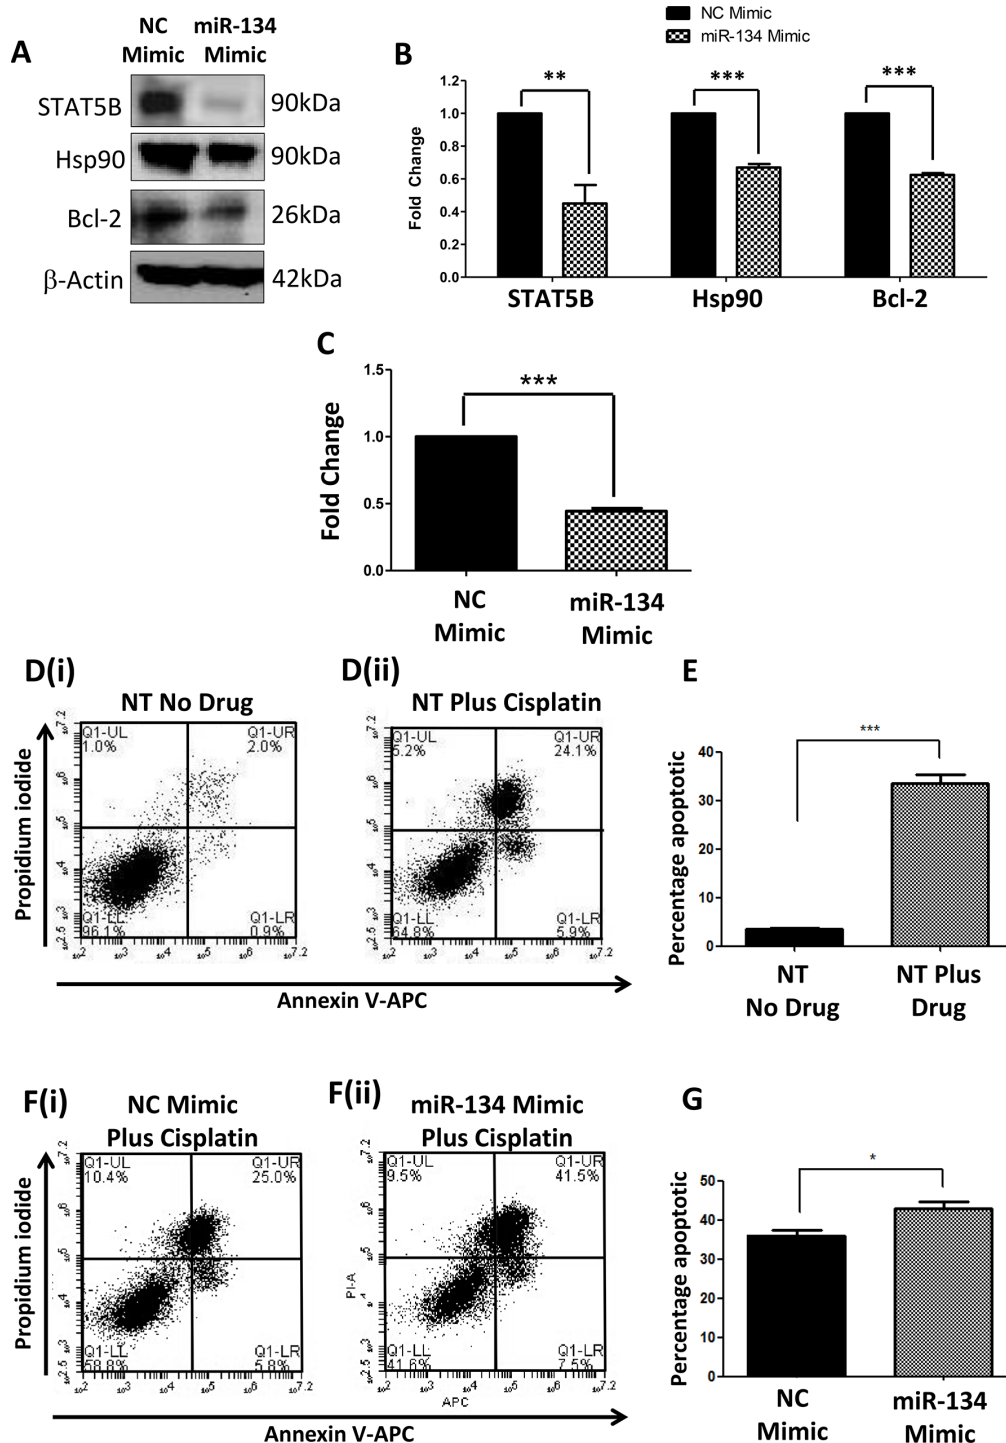 A
NC Mimic
miR-134 Mimic
STAT5B
90kDa
Hsp90
90kDa
Bcl-2
26kDa
β-Actin
42kDa
NC Mimic
miR-134 Mimic
B
Fold Change
1.2
1.0
0.8
0.6
0.4
0.2
0.0
**
***
***
STAT5B
Hsp90
Bcl-2
C
Fold Change
1.5
1.0
0.5
0.0
***
NC
Mimic
miR-134
Mimic
D(i)
NT No Drug
Propidium iodide
Q1-UL
1.0%
Q1-UR
2.0%
Q1-LL
96.1%
Q1-LR
0.9%
D(ii)
NT Plus Cisplatin
Q1-UL
5.2%
Q1-UR
24.1%
Q1-LL
64.8%
Q1-LR
5.9%
Annexin V-APC
E
Percentage apoptotic
40
30
20
10
0
***
NT
No Drug
NT Plus
Drug
F(i)
NC Mimic
Plus Cisplatin
Propidium iodide
Q1-UL
10.4%
Q1-UR
25.0%
Q1-LL
58.8%
Q1-LR
5.8%
F(ii)
miR-134 Mimic
Plus Cisplatin
Q1-UL
9.5%
Q1-UR
41.5%
PI-A
Q1-LL
41.6%
Q1-LR
7.5%
APC
Annexin V-APC
G
Percentage apoptotic
50
40
30
20
10
0
*
NC
Mimic
miR-134
Mimic